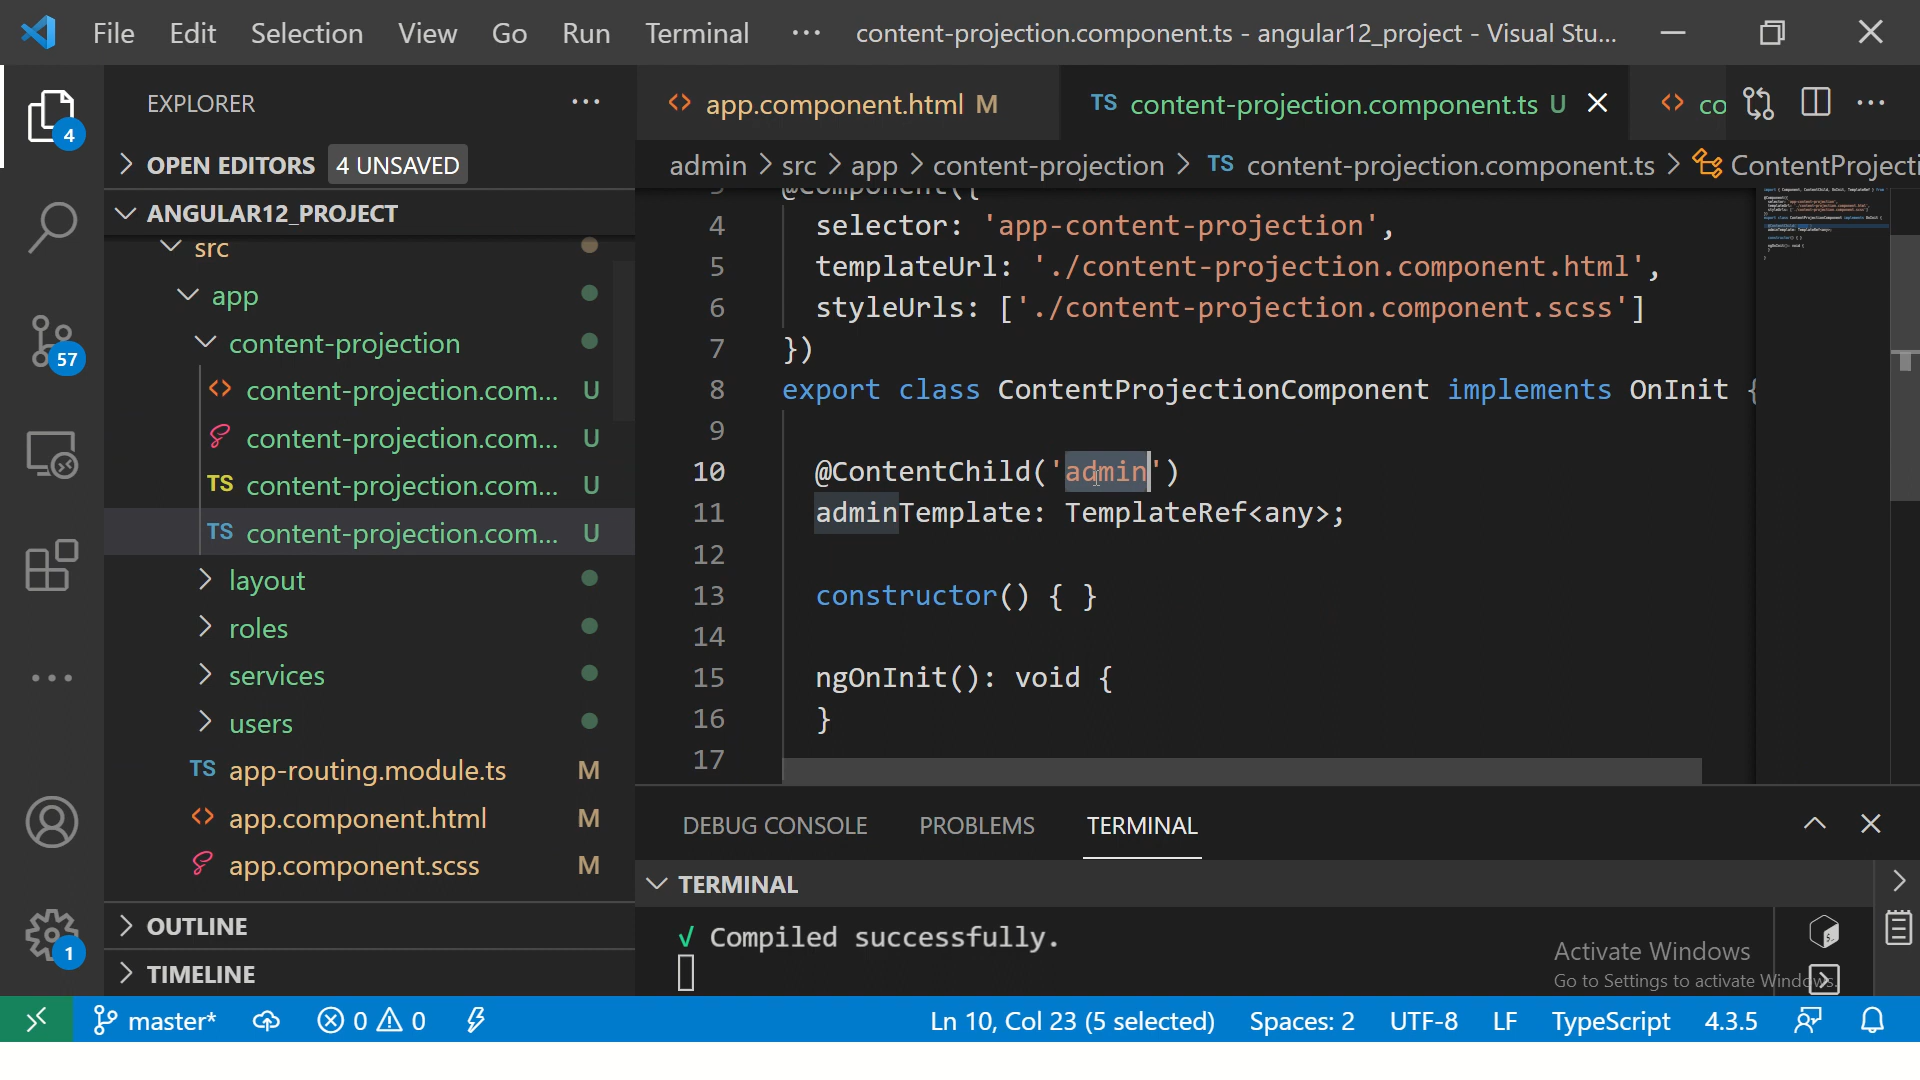 File Edit Selection View Go Run Terminal ··· content-projection.component.ts - angular12_project - Visual Stu...
EXPLORER ···
OPEN EDITORS 4 UNSAVED
ANGULAR12_PROJECT
src
app
content-projection
content-projection.com... U
content-projection.com... U
TS content-projection.com... U
TS content-projection.com... U
layout
roles
services
users
TS app-routing.module.ts M
app.component.html M
app.component.scss M
OUTLINE
TIMELINE
4
57
1
app.component.html M TS content-projection.component.ts U co
admin > src > app > content-projection > TS content-projection.component.ts > ContentProjecti
@Component({
4 selector: 'app-content-projection',
5 templateUrl: './content-projection.component.html',
6 styleUrls: ['./content-projection.component.scss']
7 })
8 export class ContentProjectionComponent implements OnInit {
9
10 @ContentChild('admin')
11 adminTemplate: TemplateRef<any>;
12
13 constructor() { }
14
15 ngOnInit(): void {
16 }
17
DEBUG CONSOLE PROBLEMS TERMINAL
TERMINAL
√ Compiled successfully.
Activate Windows
Go to Settings to activate Windows.
master* 0 0 Ln 10, Col 23 (5 selected) Spaces: 2 UTF-8 LF TypeScript 4.3.5